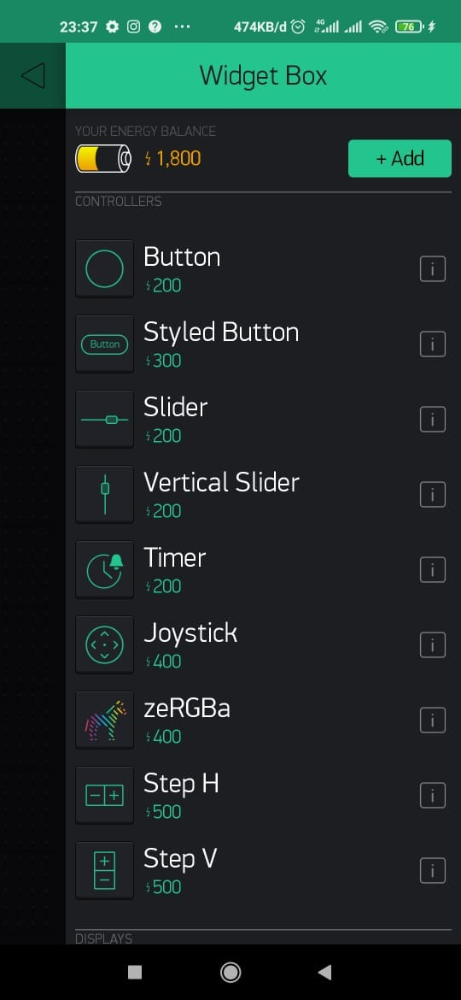 23:37 474KB/d 4G 76
Widget Box
YOUR ENERGY BALANCE
1,800
+ Add
CONTROLLERS
Button
200
Button
Styled Button
300
Slider
200
Vertical Slider
200
Timer
200
Joystick
400
zeRGBa
400
Step H
500
Step V
500
DISPLAYS